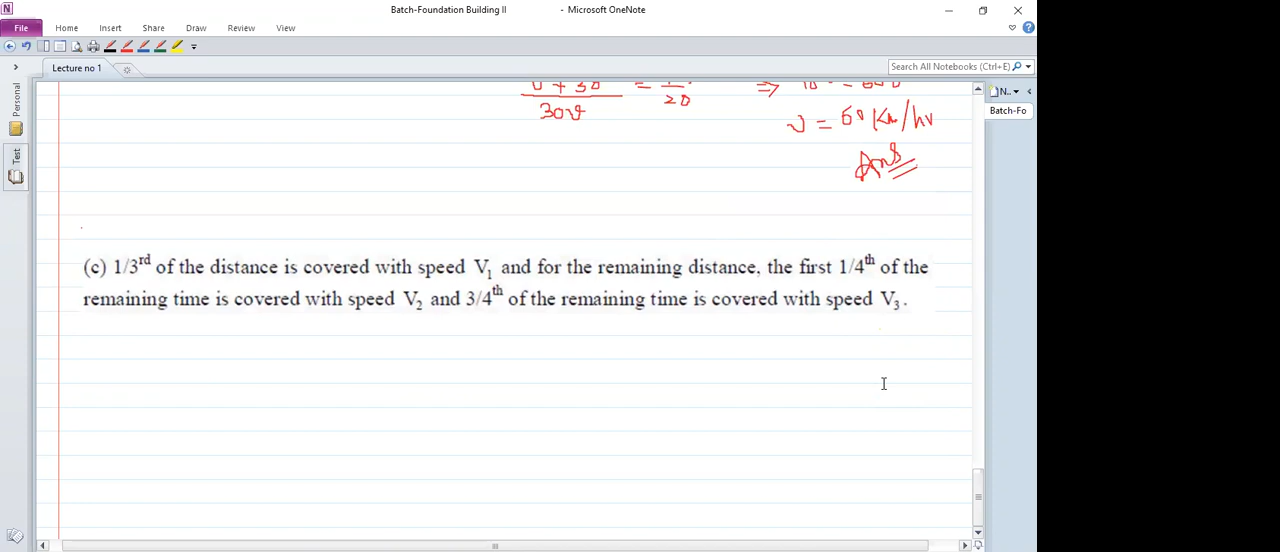 Batch-Foundation Building II - Microsoft OneNote
File Home Insert Share Draw Review View
Lecture no 1
Search All Notebooks (Ctrl+E)
Personal
Test
N..
Batch-Fo
30v
20
v = 60 Km/hr
Ans
(c) 1/3rd of the distance is covered with speed V1 and for the remaining distance, the first 1/4th of the
remaining time is covered with speed V2 and 3/4th of the remaining time is covered with speed V3.